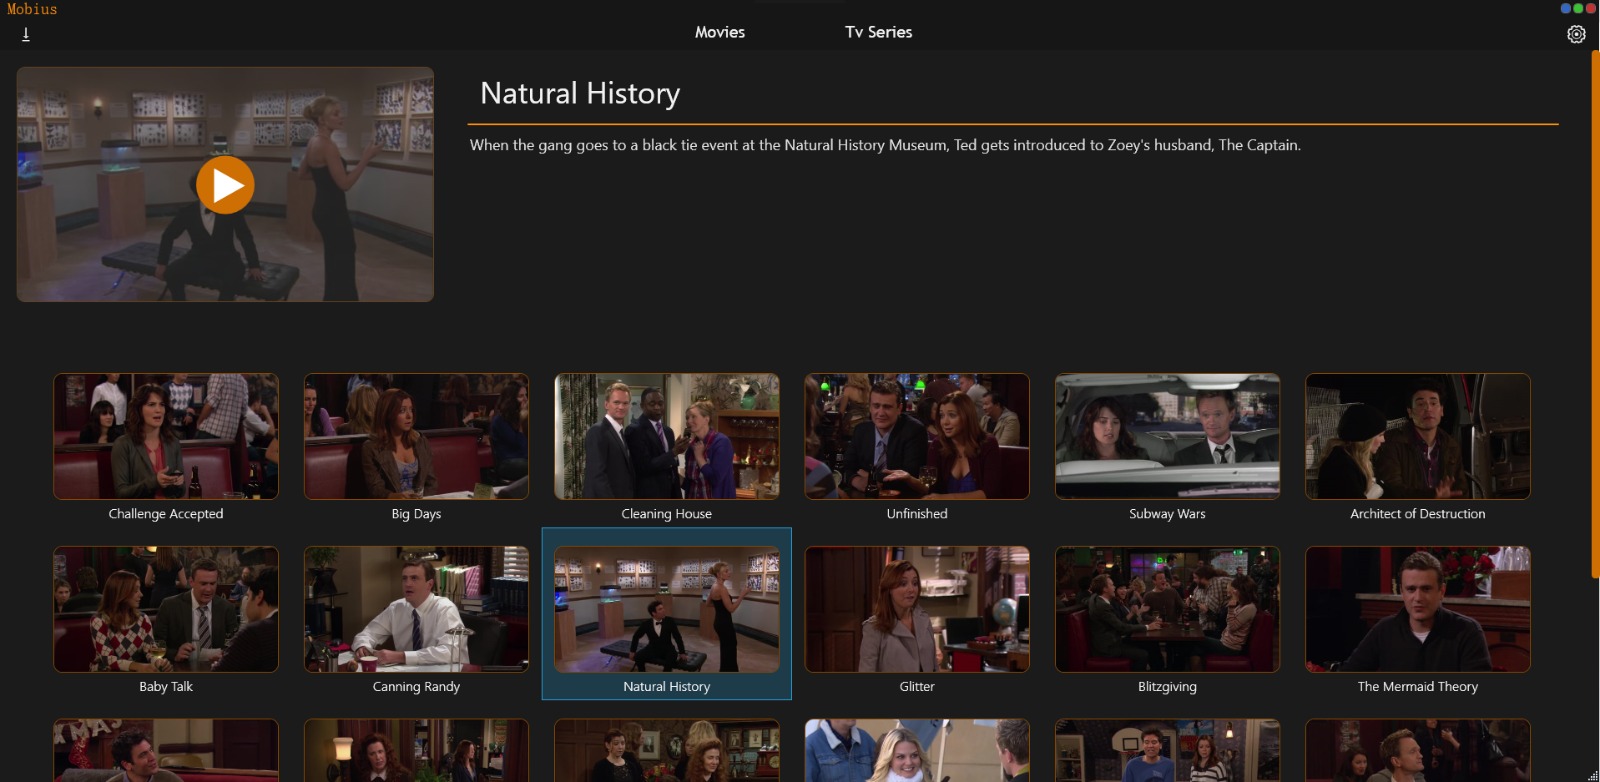 Mobius
Movies
Tv Series
Natural History
When the gang goes to a black tie event at the Natural History Museum, Ted gets introduced to Zoey's husband, The Captain.
Challenge Accepted
Big Days
Cleaning House
Unfinished
Subway Wars
Architect of Destruction
Baby Talk
Canning Randy
Natural History
Glitter
Blitzgiving
The Mermaid Theory